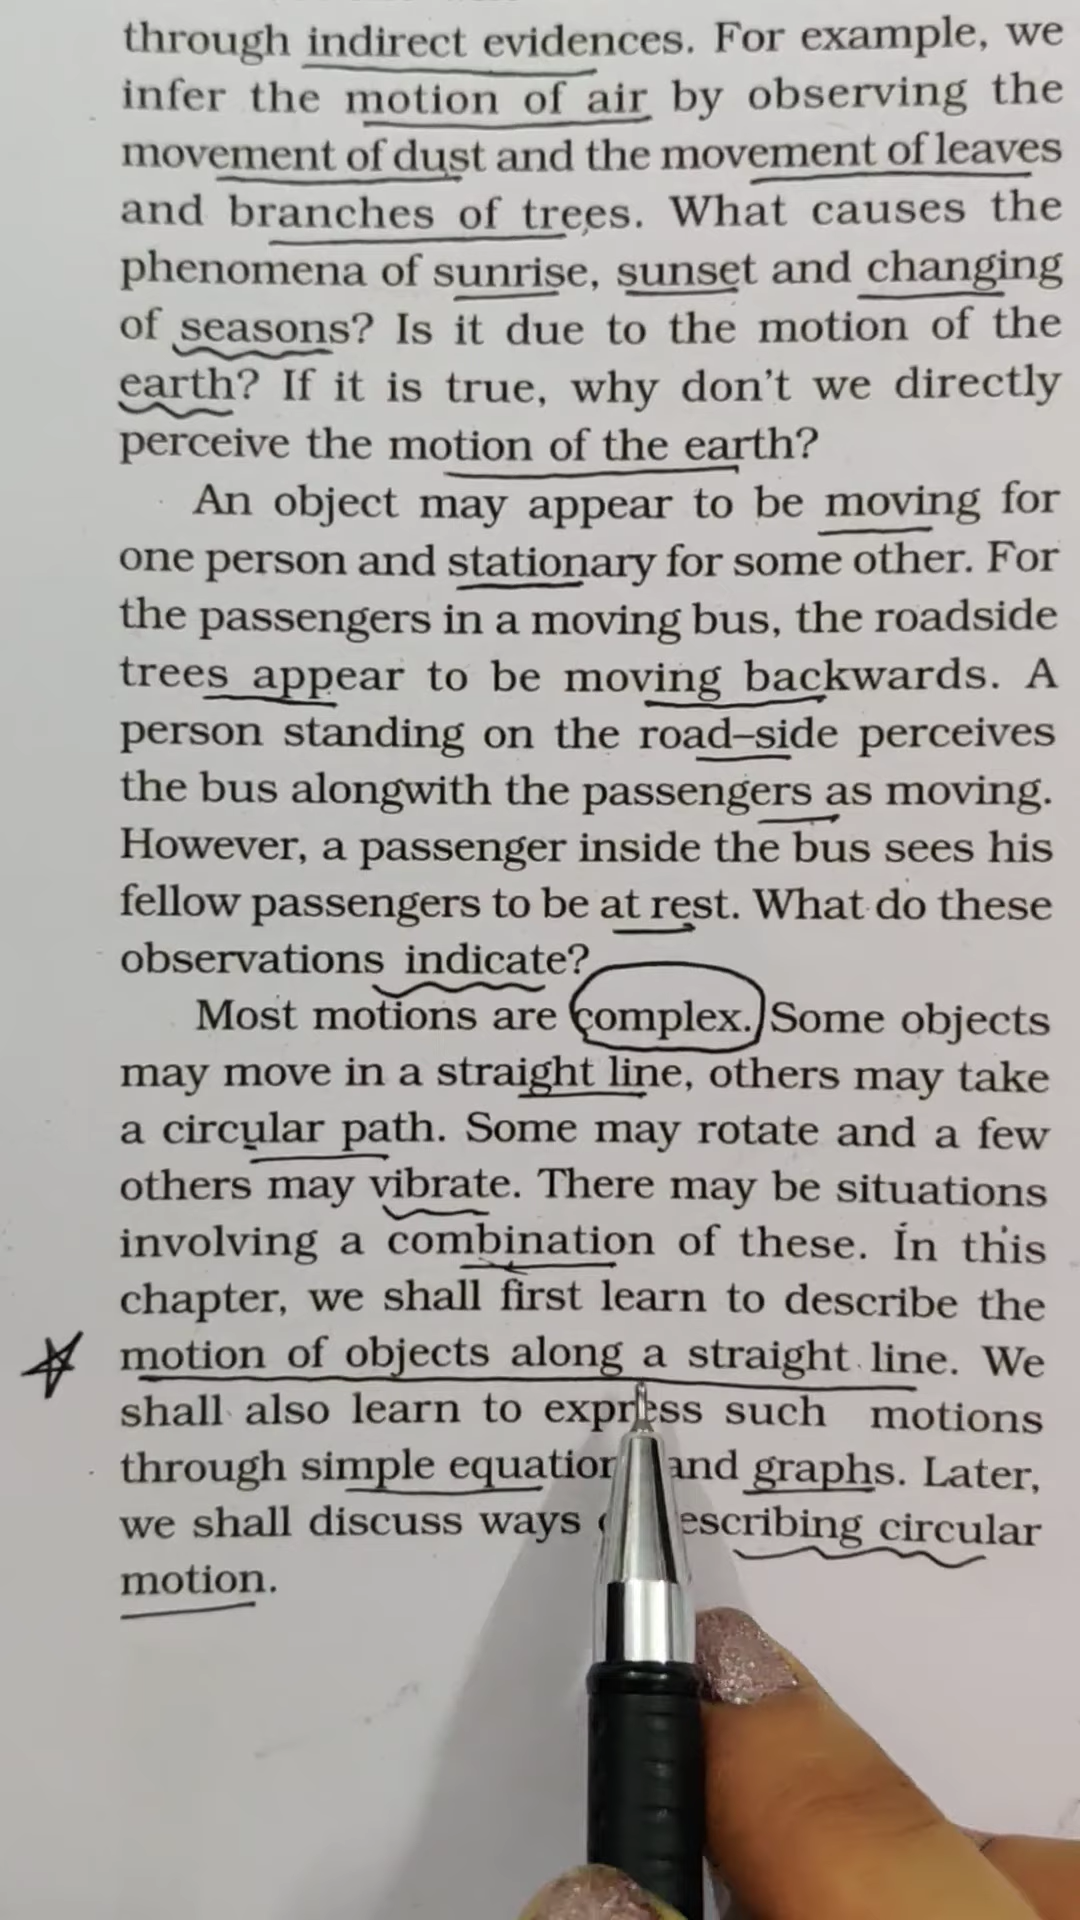 through indirect evidences. For example, we
infer the motion of air by observing the
movement of dust and the movement of leaves
and branches of trees. What causes the
phenomena of sunrise, sunset and changing
of seasons? Is it due to the motion of the
earth? If it is true, why don't we directly
perceive the motion of the earth?
An object may appear to be moving for
one person and stationary for some other. For
the passengers in a moving bus, the roadside
trees appear to be moving backwards. A
person standing on the road–side perceives
the bus alongwith the passengers as moving.
However, a passenger inside the bus sees his
fellow passengers to be at rest. What do these
observations indicate?
Most motions are complex. Some objects
may move in a straight line, others may take
a circular path. Some may rotate and a few
others may vibrate. There may be situations
involving a combination of these. In this
chapter, we shall first learn to describe the
motion of objects along a straight line. We
shall also learn to express such motions
through simple and graphs. Later,
we shall discuss ways circular
motion.